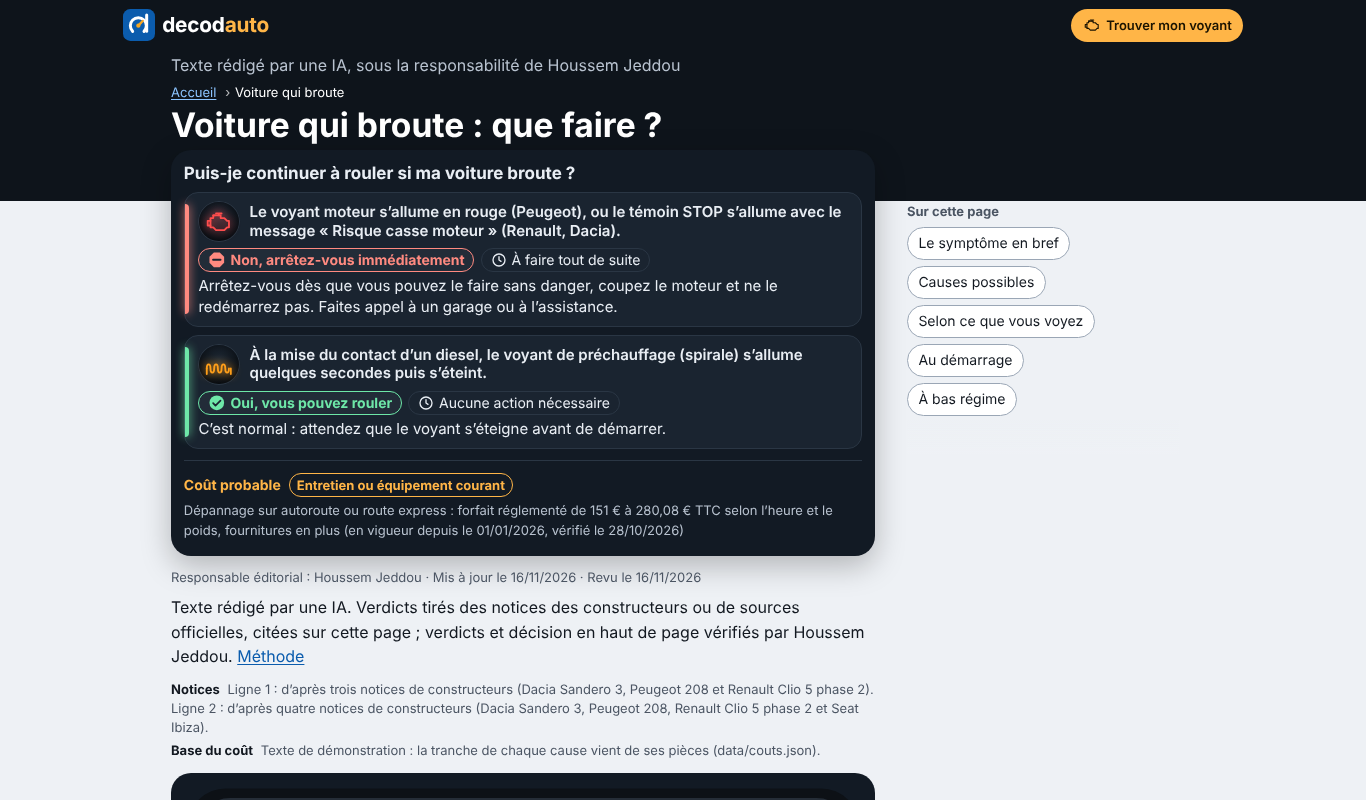 decodauto
Trouver mon voyant
Texte rédigé par une IA, sous la responsabilité de Houssem Jeddou
Accueil › Voiture qui broute
Voiture qui broute : que faire ?
Puis-je continuer à rouler si ma voiture broute ?
Le voyant moteur s’allume en rouge (Peugeot), ou le témoin STOP s’allume avec le
message « Risque casse moteur » (Renault, Dacia).
Non, arrêtez-vous immédiatement
À faire tout de suite
Arrêtez-vous dès que vous pouvez le faire sans danger, coupez le moteur et ne le
redémarrez pas. Faites appel à un garage ou à l’assistance.
À la mise du contact d’un diesel, le voyant de préchauffage (spirale) s’allume
quelques secondes puis s’éteint.
Oui, vous pouvez rouler
Aucune action nécessaire
C’est normal : attendez que le voyant s’éteigne avant de démarrer.
Coût probable
Entretien ou équipement courant
Dépannage sur autoroute ou route express : forfait réglementé de 151 € à 280,08 € TTC selon l’heure et le
poids, fournitures en plus (en vigueur depuis le 01/01/2026, vérifié le 28/10/2026)
Sur cette page
Le symptôme en bref
Causes possibles
Selon ce que vous voyez
Au démarrage
À bas régime
Responsable éditorial : Houssem Jeddou · Mis à jour le 16/11/2026 · Revu le 16/11/2026
Texte rédigé par une IA. Verdicts tirés des notices des constructeurs ou de sources
officielles, citées sur cette page ; verdicts et décision en haut de page vérifiés par Houssem
Jeddou. Méthode
Notices Ligne 1 : d’après trois notices de constructeurs (Dacia Sandero 3, Peugeot 208 et Renault Clio 5 phase 2).
Ligne 2 : d’après quatre notices de constructeurs (Dacia Sandero 3, Peugeot 208, Renault Clio 5 phase 2 et Seat
Ibiza).
Base du coût Texte de démonstration : la tranche de chaque cause vient de ses pièces (data/couts.json).